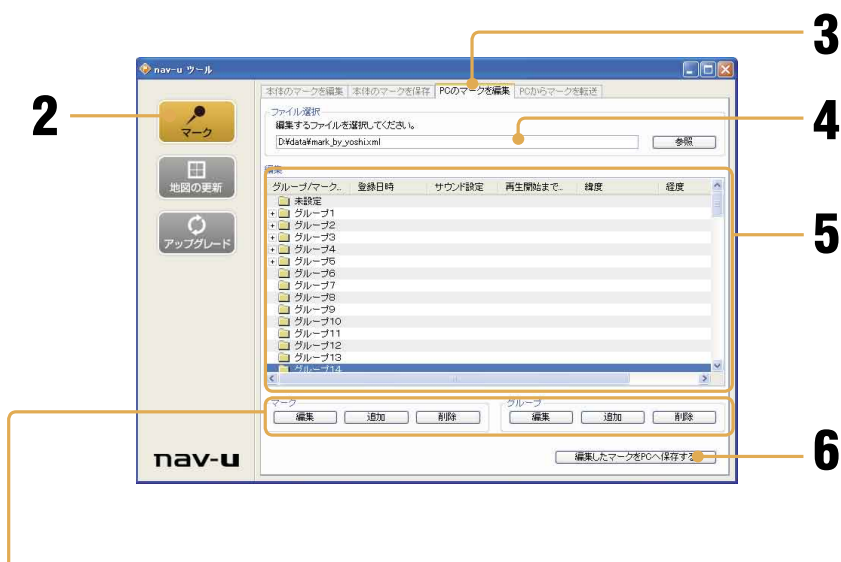 3
nav-u ツール
本体のマークを編集 本体のマークを保存 PCのマークを編集 PCからマークを転送
2
マーク
ファイル選択
編集するファイルを選択してください。
4
D:¥data¥mark_by_yoshi.xml 参照
地図の更新
編集
グループ/マーク.. 登録日時 サウンド設定 再生開始まで.. 緯度 経度
未設定
グループ1
グループ2
アップグレード
グループ3
5
グループ4
グループ5
グループ6
グループ7
グループ8
グループ9
グループ10
グループ11
グループ12
グループ13
グループ14
マーク グループ
編集 追加 削除 編集 追加 削除
nav-u
編集したマークをPCへ保存する
6